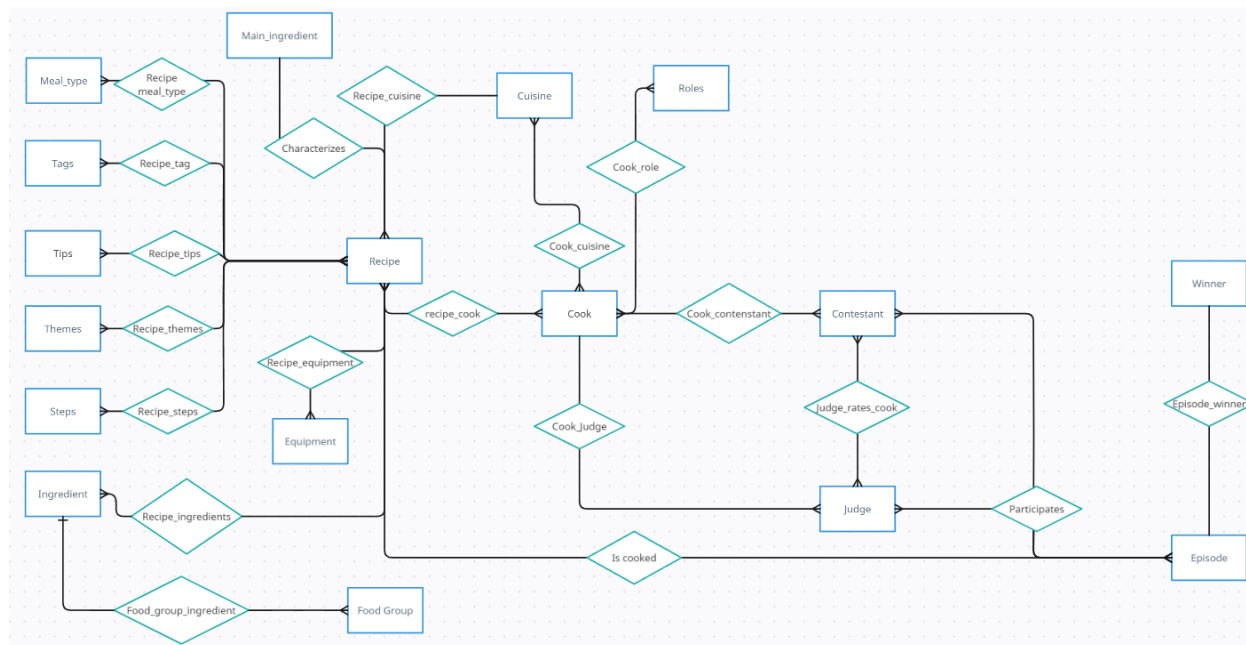 Main_ingredient
Meal_type
Recipe
meal_type
Recipe_cuisine
Cuisine
Roles
Tags
Recipe_tag
Characterizes
Cook_role
Tips
Recipe_tips
Recipe
Cook_cuisine
Winner
Themes
Recipe_themes
recipe_cook
Cook
Cook_contenstant
Contestant
Recipe_equipment
Steps
Recipe_steps
Equipment
Cook_Judge
Judge_rates_cook
Episode_winner
Ingredient
Recipe_ingredients
Judge
Participates
Is cooked
Episode
Food_group_ingredient
Food Group